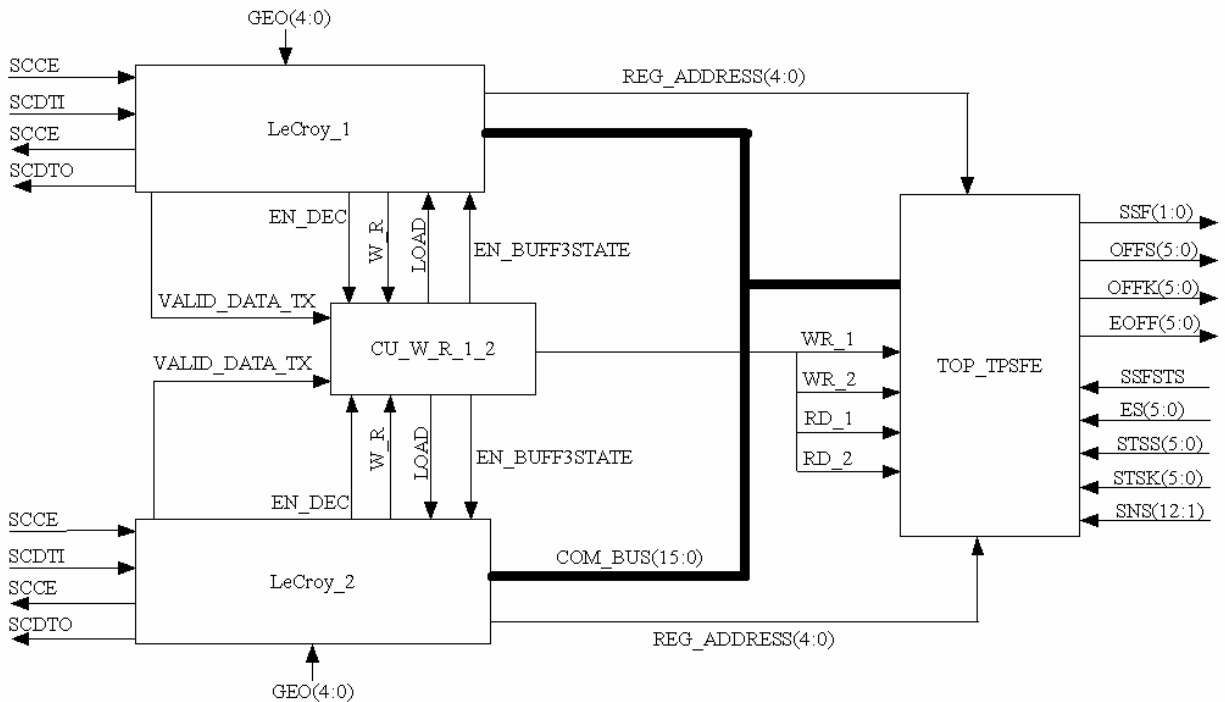 GEO(4:0)
SCCE
SCDTI
SCCE
SCDTO
LeCroy_1
REG_ADDRESS(4:0)
EN_DEC
W_R
LOAD
EN_BUFF3STATE
VALID_DATA_TX
VALID_DATA_TX
CU_W_R_1_2
WR_1
WR_2
RD_1
RD_2
TOP_TPSFE
SSF(1:0)
OFFS(5:0)
OFFK(5:0)
EOFF(5:0)
SSFSTS
ES(5:0)
STSS(5:0)
STSK(5:0)
SNS(12:1)
EN_DEC
W_R
LOAD
EN_BUFF3STATE
SCCE
SCDTI
SCCE
SCDTO
LeCroy_2
COM_BUS(15:0)
REG_ADDRESS(4:0)
GEO(4:0)